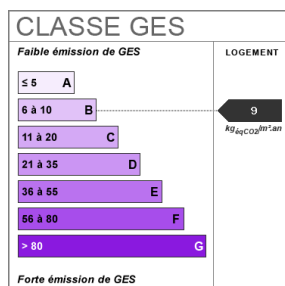 CLASSE GES
Faible émission de GES
LOGEMENT
≤ 5 A
6 à 10 B
9
kgéqCO2/m².an
11 à 20 C
21 à 35 D
36 à 55 E
56 à 80 F
> 80 G
Forte émission de GES